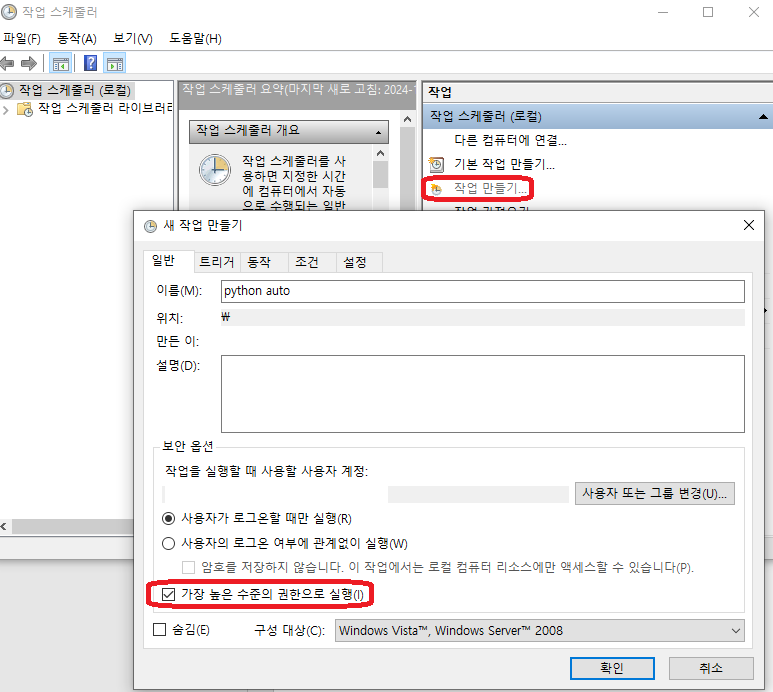 작업 스케줄러
파일(F) 동작(A) 보기(V) 도움말(H)
작업 스케줄러 (로컬)
작업 스케줄러 라이브러리
작업 스케줄러 요약(마지막 새로 고침: 2024-1
작업 스케줄러 개요
작업 스케줄러를 사
용하면 지정한 시간
에 컴퓨터에서 자동
으로 수행되는 일반
작업
작업 스케줄러 (로컬)
다른 컴퓨터에 연결...
기본 작업 만들기...
작업 만들기...
작업 가져오기
새 작업 만들기
일반 트리거 동작 조건 설정
이름(M): python auto
위치: ₩
만든 이:
설명(D):
보안 옵션
작업을 실행할 때 사용할 사용자 계정:
사용자 또는 그룹 변경(U)...
사용자가 로그온할 때만 실행(R)
사용자의 로그온 여부에 관계없이 실행(W)
암호를 저장하지 않습니다. 이 작업에서는 로컬 컴퓨터 리소스에만 액세스할 수 있습니다(P).
가장 높은 수준의 권한으로 실행(I)
숨김(E) 구성 대상(C): Windows Vista™, Windows Server™ 2008
확인 취소